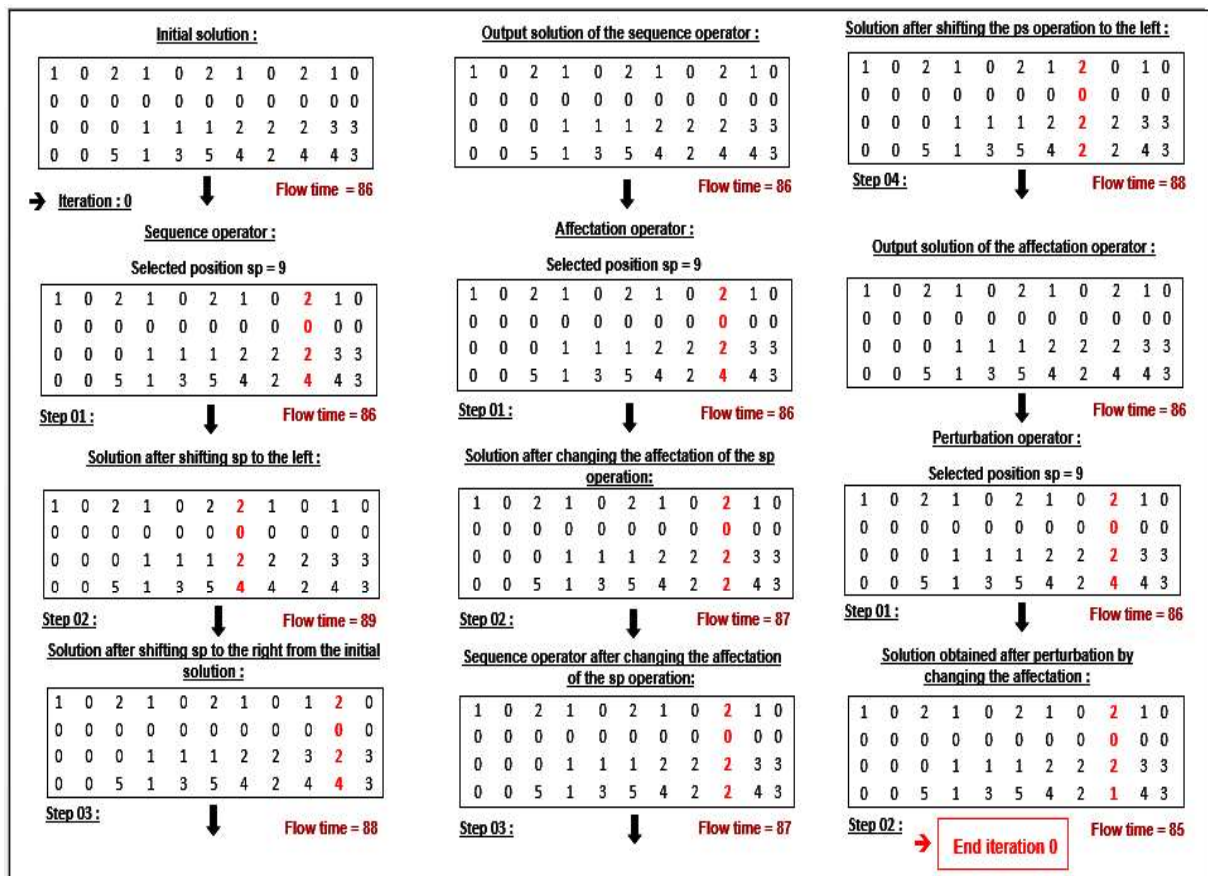 Initial solution :
1 0 2 1 0 2 1 0 2 1 0
0 0 0 0 0 0 0 0 0 0 0
0 0 0 1 1 1 2 2 2 3 3
0 0 5 1 3 5 4 2 4 4 3
Flow time = 86
➔ Iteration : 0
Sequence operator :
Selected position sp = 9
1 0 2 1 0 2 1 0 2 1 0
0 0 0 0 0 0 0 0 0 0 0
0 0 0 1 1 1 2 2 2 3 3
0 0 5 1 3 5 4 2 4 4 3
Step 01 :
Flow time = 86
Solution after shifting sp to the left :
1 0 2 1 0 2 2 1 0 1 0
0 0 0 0 0 0 0 0 0 0 0
0 0 0 1 1 1 2 2 2 3 3
0 0 5 1 3 5 4 4 2 4 3
Step 02 :
Flow time = 89
Solution after shifting sp to the right from the initial
solution :
1 0 2 1 0 2 1 0 1 2 0
0 0 0 0 0 0 0 0 0 0 0
0 0 0 1 1 1 2 2 3 2 3
0 0 5 1 3 5 4 2 4 4 3
Step 03 :
Flow time = 88
Output solution of the sequence operator :
1 0 2 1 0 2 1 0 2 1 0
0 0 0 0 0 0 0 0 0 0 0
0 0 0 1 1 1 2 2 2 3 3
0 0 5 1 3 5 4 2 4 4 3
Flow time = 86
Affectation operator :
Selected position sp = 9
1 0 2 1 0 2 1 0 2 1 0
0 0 0 0 0 0 0 0 0 0 0
0 0 0 1 1 1 2 2 2 3 3
0 0 5 1 3 5 4 2 4 4 3
Step 01 :
Flow time = 86
Solution after changing the affectation of the sp
operation:
1 0 2 1 0 2 1 0 2 1 0
0 0 0 0 0 0 0 0 0 0 0
0 0 0 1 1 1 2 2 2 3 3
0 0 5 1 3 5 4 2 2 4 3
Step 02 :
Flow time = 87
Sequence operator after changing the affectation
of the sp operation:
1 0 2 1 0 2 1 0 2 1 0
0 0 0 0 0 0 0 0 0 0 0
0 0 0 1 1 1 2 2 2 3 3
0 0 5 1 3 5 4 2 2 4 3
Step 03 :
Flow time = 87
Solution after shifting the ps operation to the left :
1 0 2 1 0 2 1 2 0 1 0
0 0 0 0 0 0 0 0 0 0 0
0 0 0 1 1 1 2 2 2 3 3
0 0 5 1 3 5 4 2 2 4 3
Step 04 :
Flow time = 88
Output solution of the affectation operator :
1 0 2 1 0 2 1 0 2 1 0
0 0 0 0 0 0 0 0 0 0 0
0 0 0 1 1 1 2 2 2 3 3
0 0 5 1 3 5 4 2 4 4 3
Flow time = 86
Perturbation operator :
Selected position sp = 9
1 0 2 1 0 2 1 0 2 1 0
0 0 0 0 0 0 0 0 0 0 0
0 0 0 1 1 1 2 2 2 3 3
0 0 5 1 3 5 4 2 4 4 3
Step 01 :
Flow time = 86
Solution obtained after perturbation by
changing the affectation :
1 0 2 1 0 2 1 0 2 1 0
0 0 0 0 0 0 0 0 0 0 0
0 0 0 1 1 1 2 2 2 3 3
0 0 5 1 3 5 4 2 1 4 3
Step 02 :
Flow time = 85
➔ End iteration 0